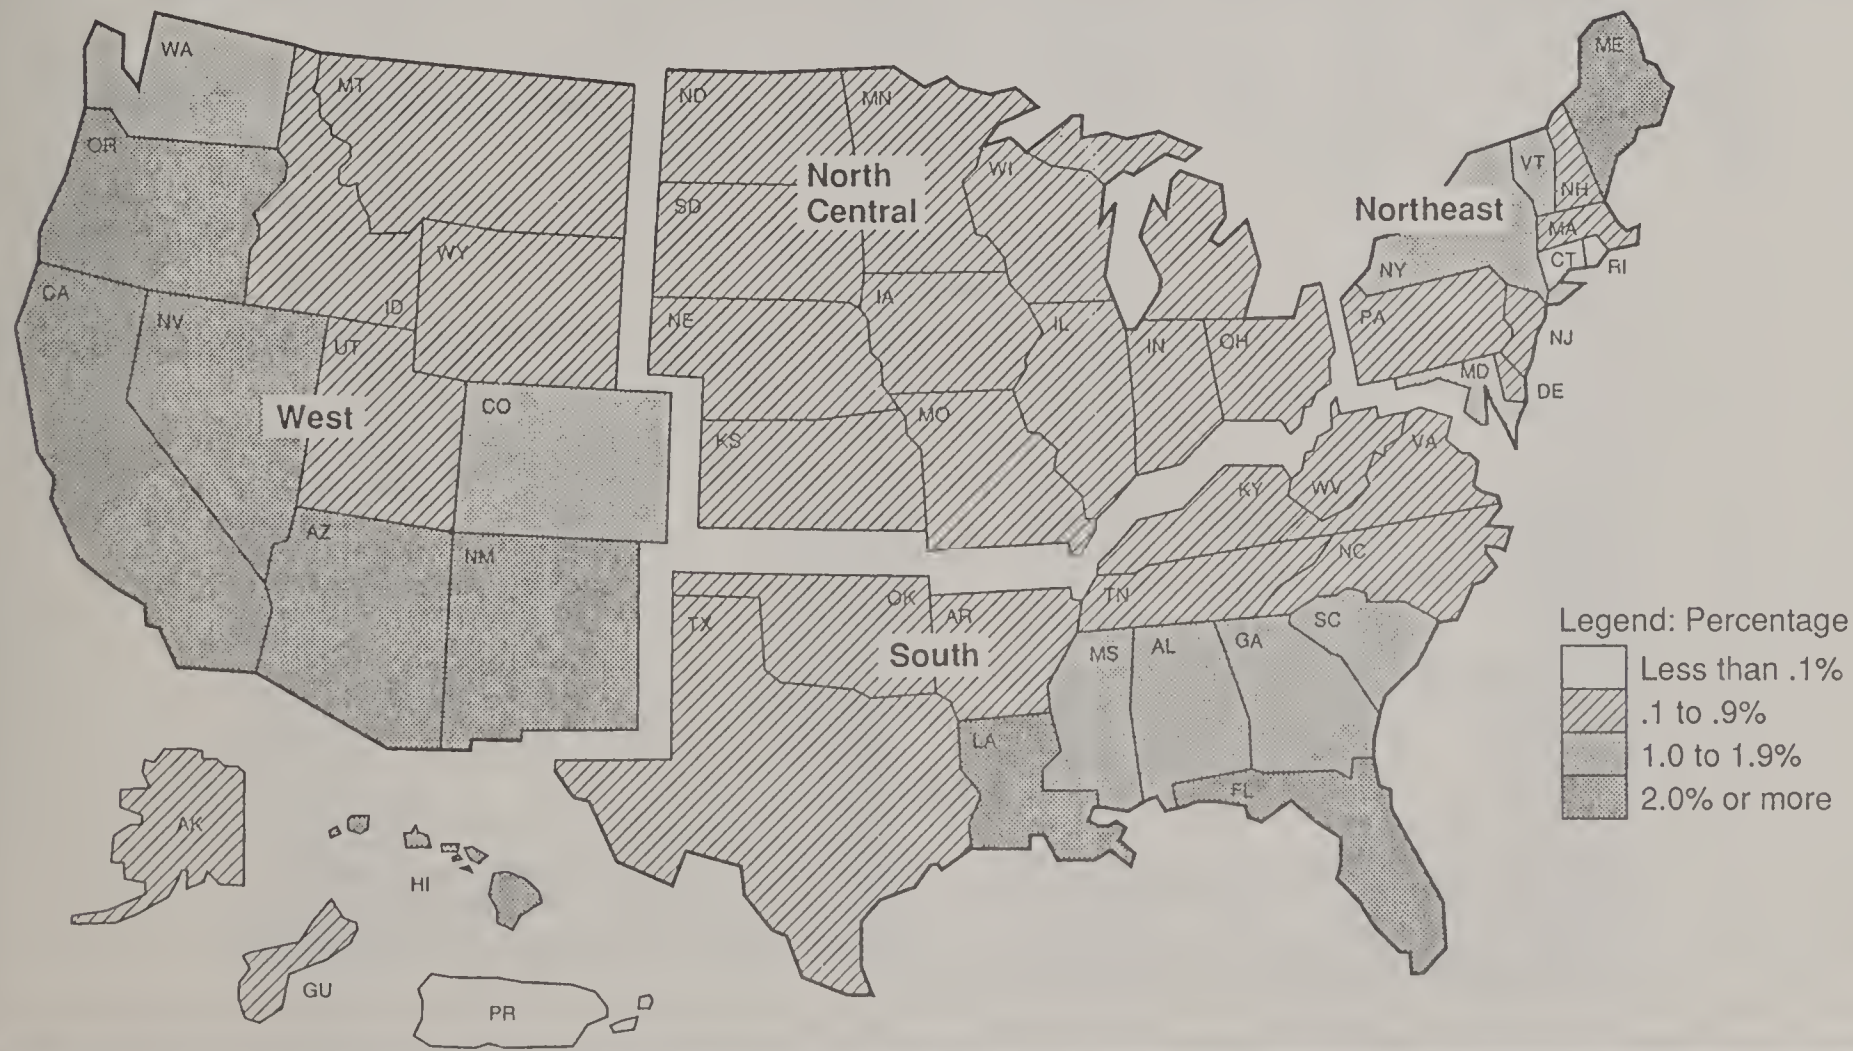 WA
MT
OR
ID
WY
CA
NV
UT
CO
West
AZ
NM
ND
MN
SD
North
Central
WI
NE
IA
IL
IN
OH
KS
MO
ME
VT
NH
Northeast
MA
CT
RI
NY
PA
NJ
MD
DE
VA
WV
KY
NC
TN
SC
OK
AR
TX
South
MS
AL
GA
LA
FL
AK
HI
GU
PR
Legend: Percentage
Less than .1%
.1 to .9%
1.0 to 1.9%
2.0% or more